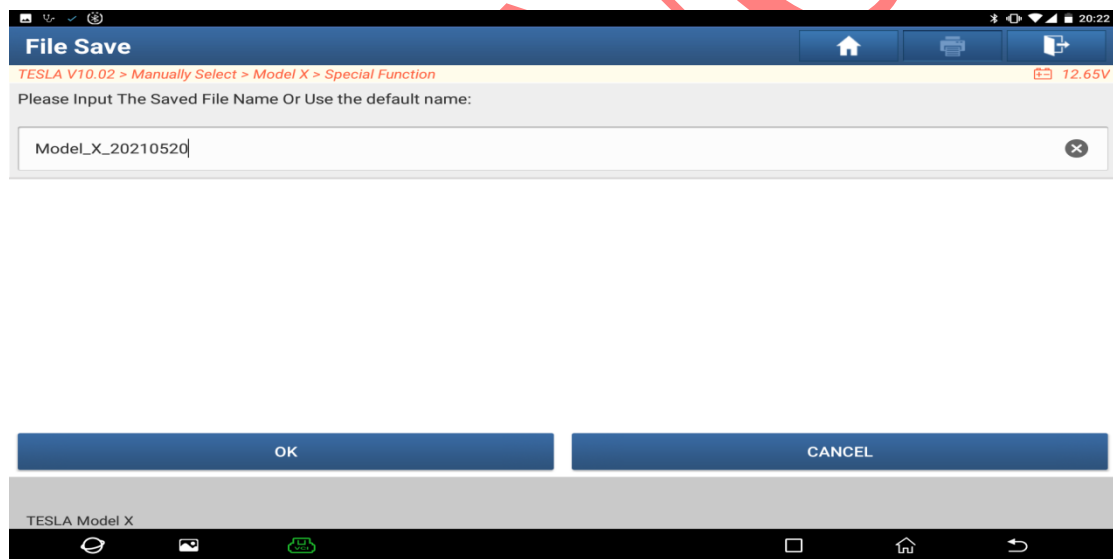 20:22
File Save
TESLA V10.02 > Manually Select > Model X > Special Function
12.65V
Please Input The Saved File Name Or Use the default name:
Model_X_20210520
OK
CANCEL
TESLA Model X
VCI